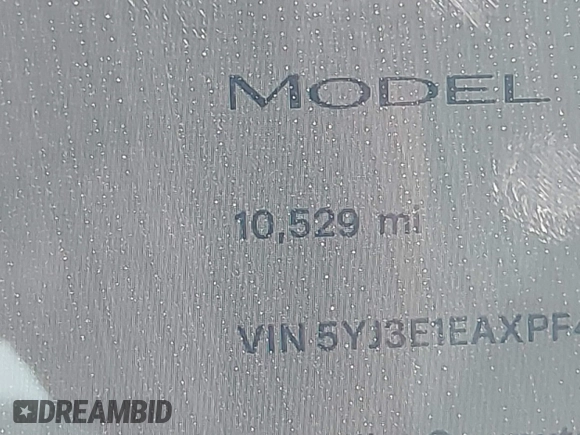 MODEL
10,529 mi
VIN 5YJ3E1EAXPF
DREAMBID